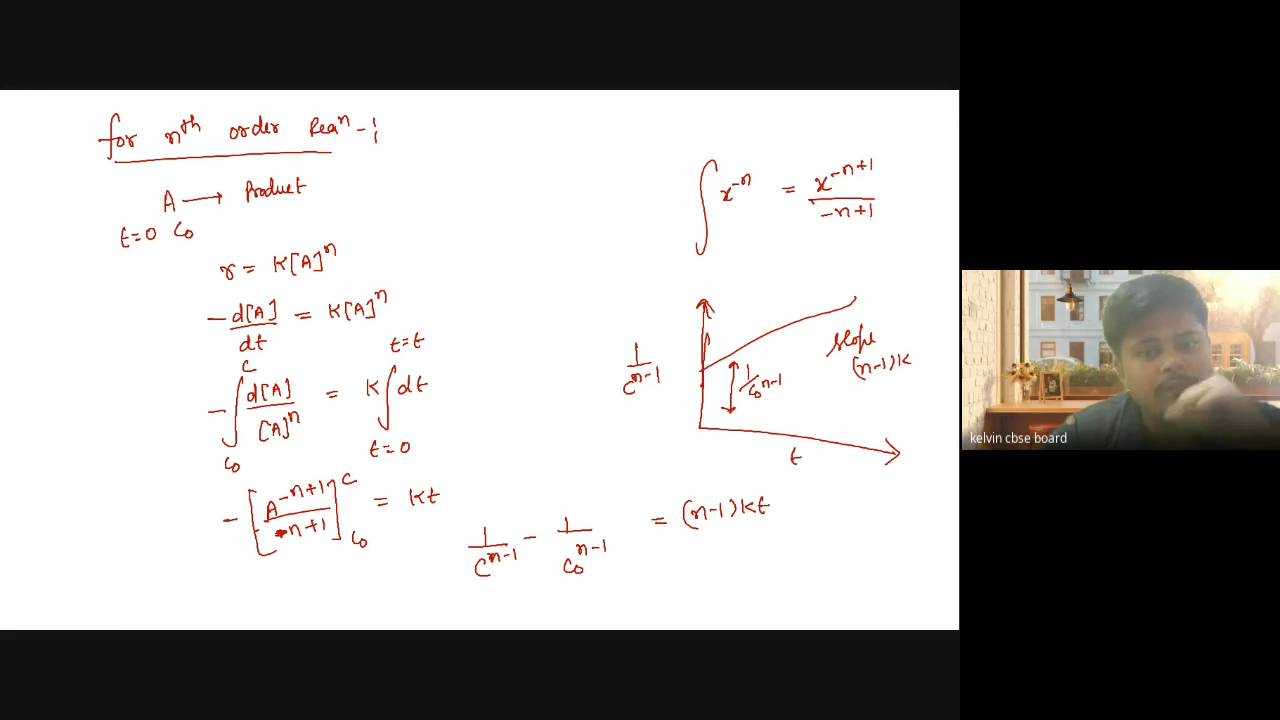 for nth order Reaⁿ -:
A → Product
t=0 C₀
r = K[A]ⁿ
-d[A]/dt = K[A]ⁿ
-∫_{C₀}^{C} d[A]/[A]ⁿ = K ∫_{t=0}^{t=t} dt
-[A^{-n+1}/-n+1]_{C₀}^{C} = Kt
1/C^{n-1} - 1/C₀^{n-1} = (n-1)Kt
∫x^{-n} = x^{-n+1}/-n+1
1/C^{n-1}
1/C₀^{n-1}
slope
(n-1)K
t
kelvin cbse board